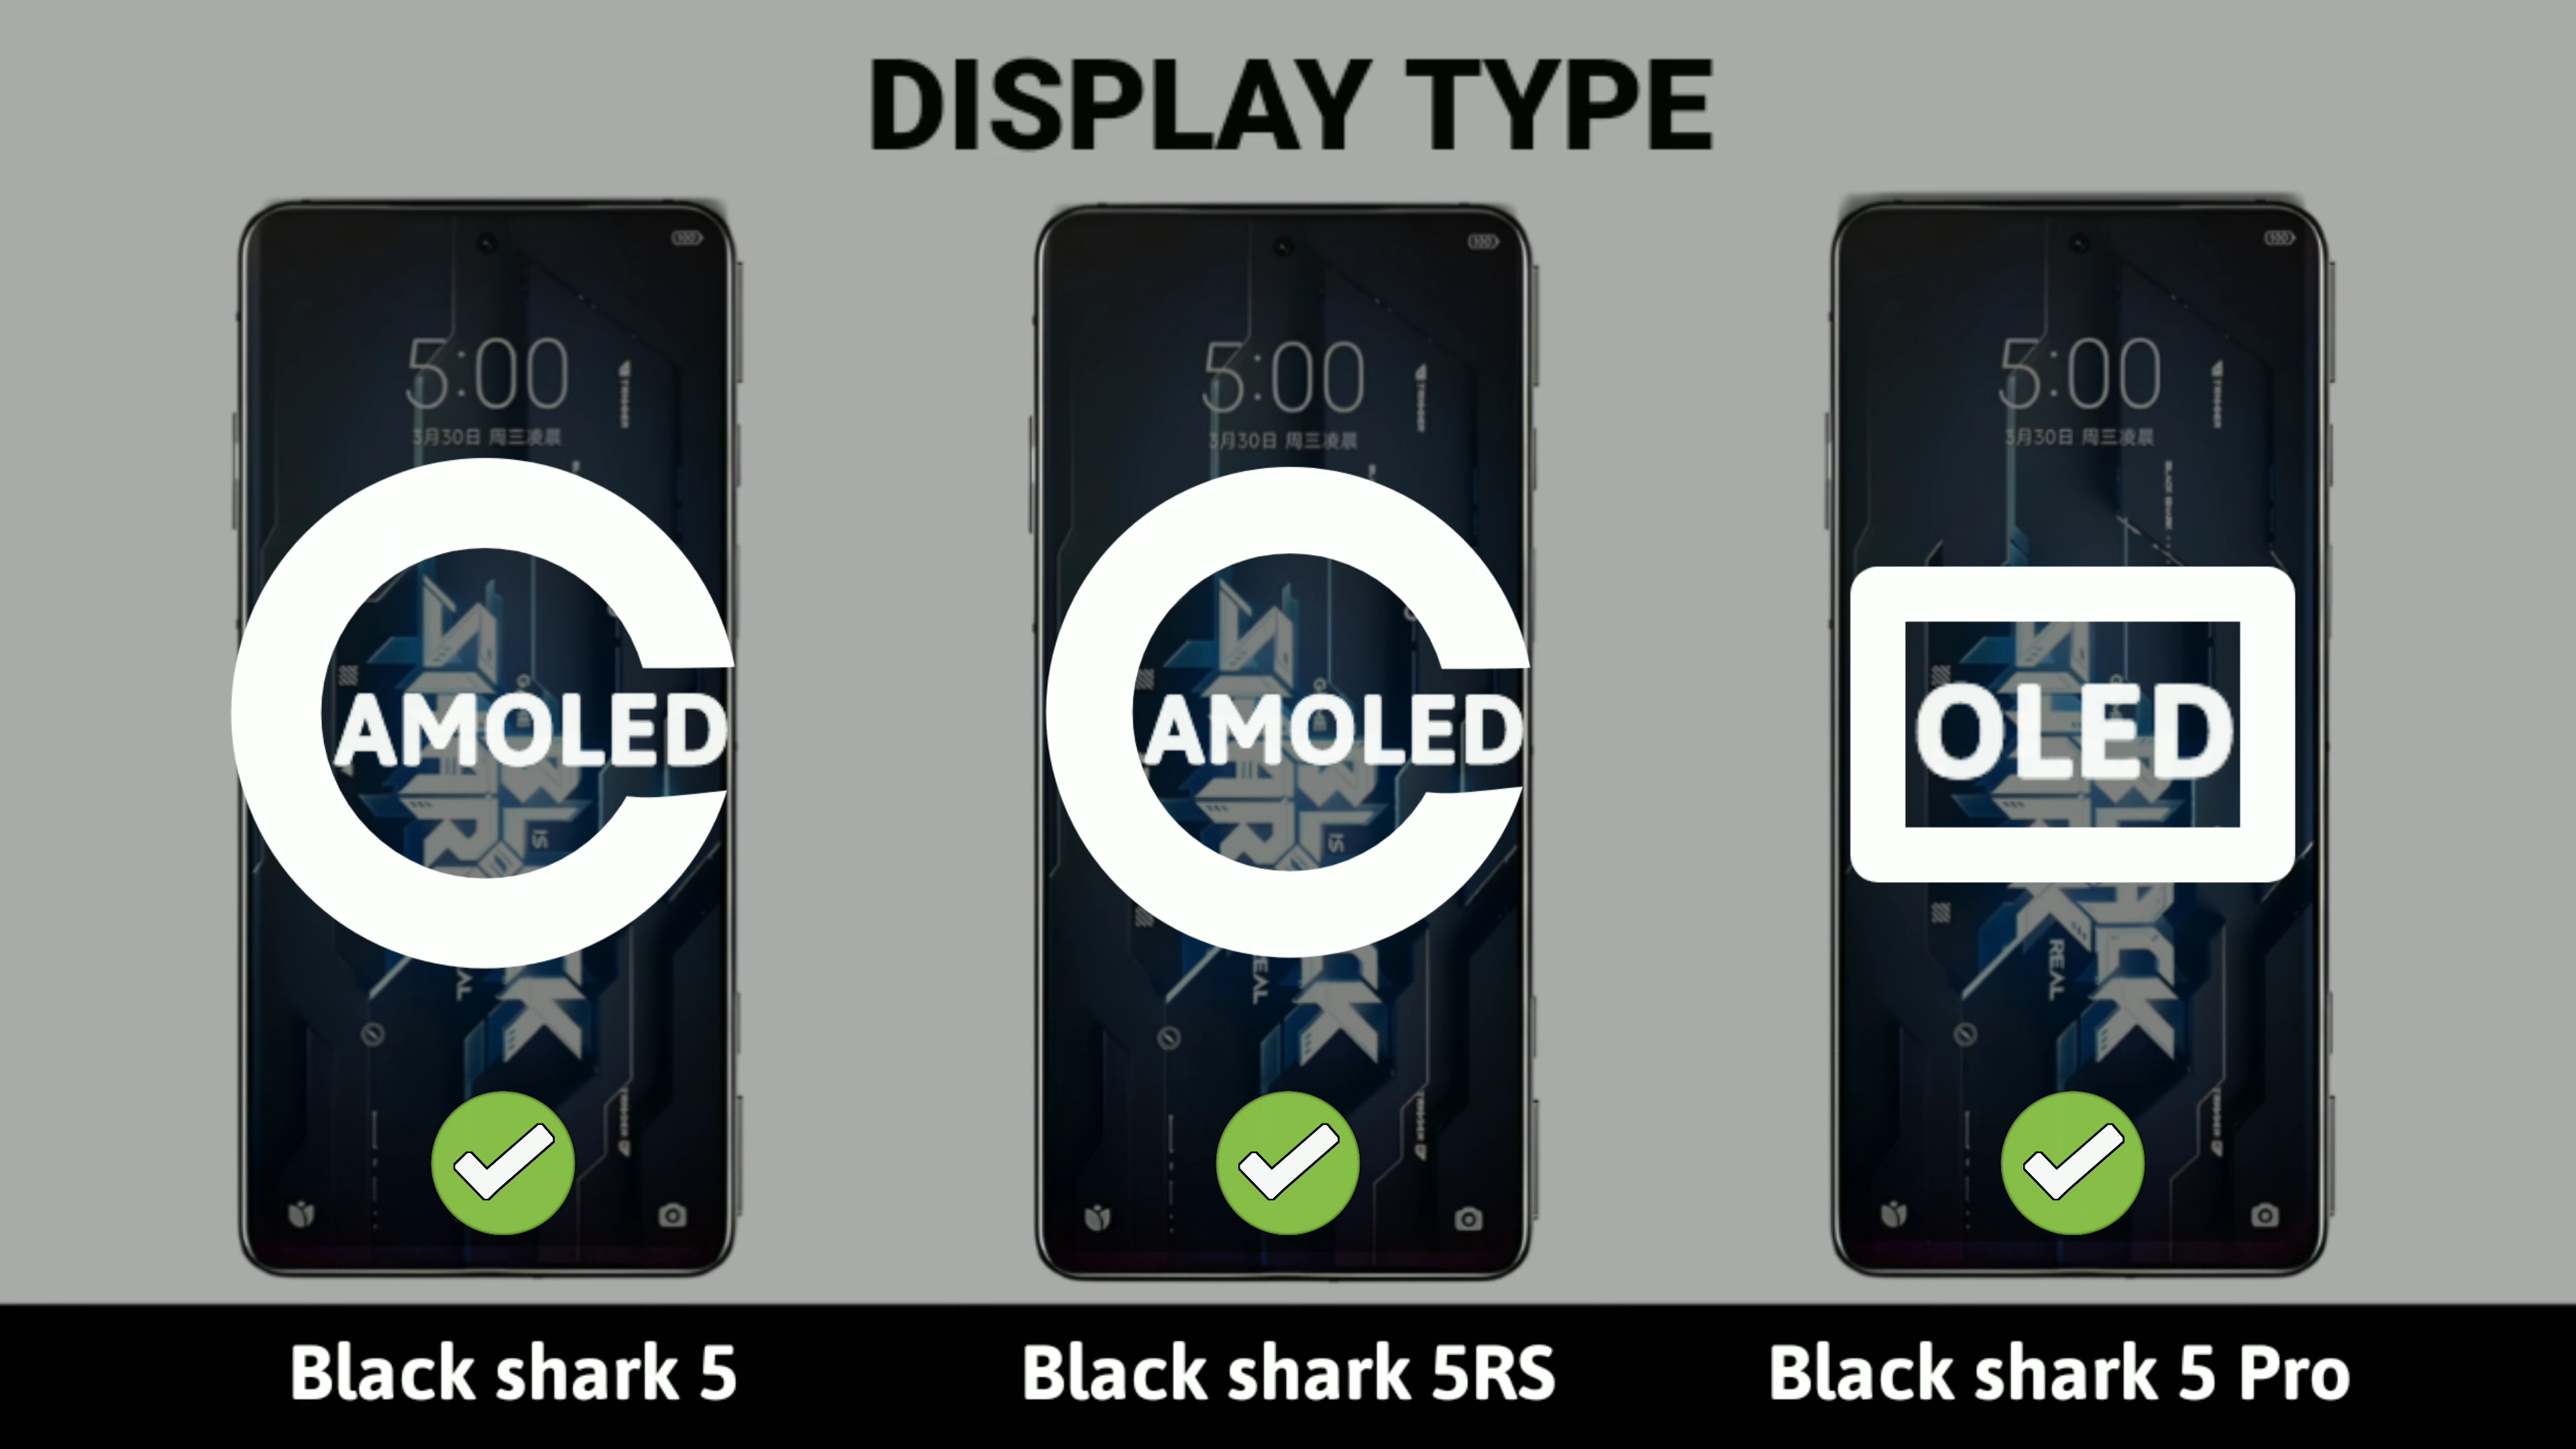 DISPLAY TYPE
5:00
3月30日 周三凌晨
AMOLED
Black shark 5
5:00
3月30日 周三凌晨
AMOLED
REAL
Black shark 5RS
5:00
3月30日 周三凌晨
OLED
REAL
Black shark 5 Pro